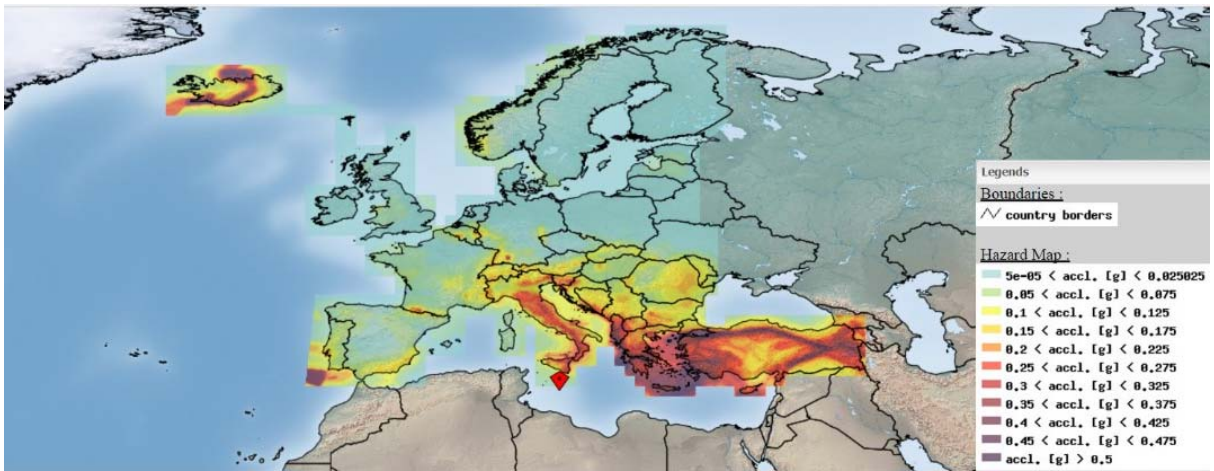 Legends
Boundaries :
country borders
Hazard Map :
5e-05 < accl. [g] < 0.025025
0.05 < accl. [g] < 0.075
0.1 < accl. [g] < 0.125
0.15 < accl. [g] < 0.175
0.2 < accl. [g] < 0.225
0.25 < accl. [g] < 0.275
0.3 < accl. [g] < 0.325
0.35 < accl. [g] < 0.375
0.4 < accl. [g] < 0.425
0.45 < accl. [g] < 0.475
accl. [g] > 0.5